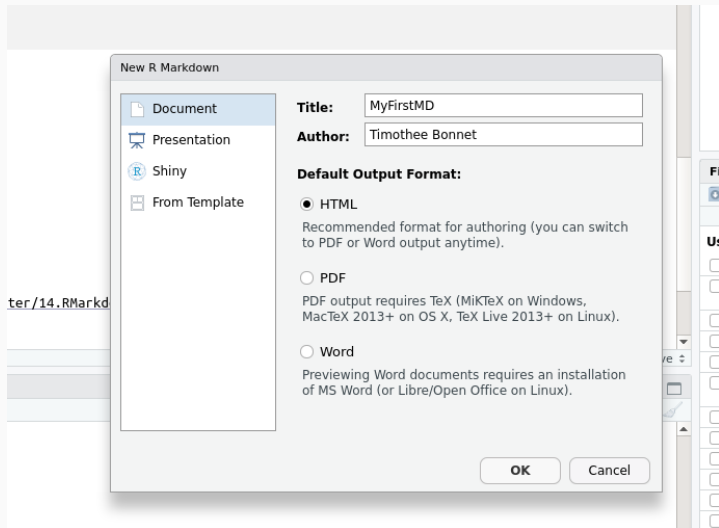 New R Markdown
Document
Presentation
Shiny
From Template
Title:
MyFirstMD
Author:
Timothee Bonnet
Default Output Format:
HTML
Recommended format for authoring (you can switch
to PDF or Word output anytime).
PDF
PDF output requires TeX (MiKTeX on Windows,
MacTeX 2013+ on OS X, TeX Live 2013+ on Linux).
Word
Previewing Word documents requires an installation
of MS Word (or Libre/Open Office on Linux).
OK
Cancel
ter/14.RMarkd